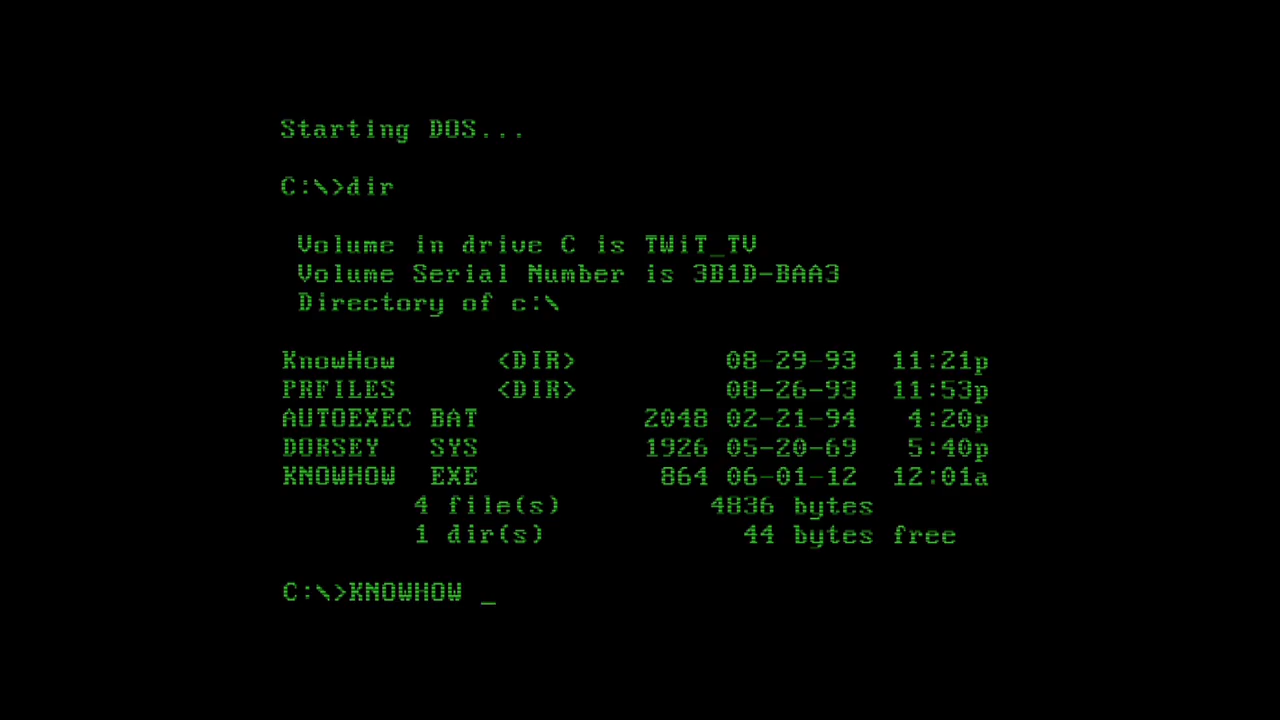 Starting DOS...
C:\>dir
Volume in drive C is TWiT_TV
Volume Serial Number is 3B1D-BAA3
Directory of c:\
KnowHow <DIR> 08-29-93 11:21p
PRFILES <DIR> 08-26-93 11:53p
AUTOEXEC BAT 2048 02-21-94 4:20p
DORSEY SYS 1926 05-20-69 5:40p
KNOWHOW EXE 864 06-01-12 12:01a
4 file(s) 4836 bytes
1 dir(s) 44 bytes free
C:\>KNOWHOW _